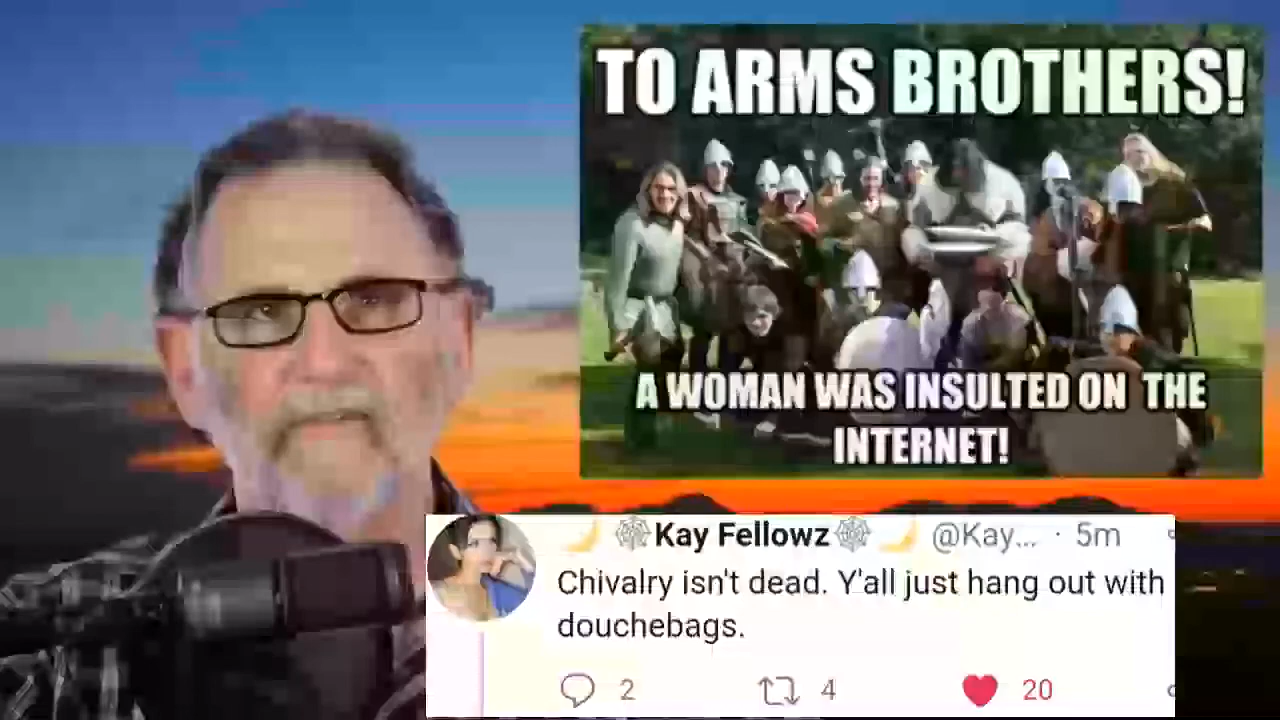 TO ARMS BROTHERS!
A WOMAN WAS INSULTED ON THE
INTERNET!
Kay Fellowz @Kay... · 5m
Chivalry isn't dead. Y'all just hang out with
douchebags.
2 4 20